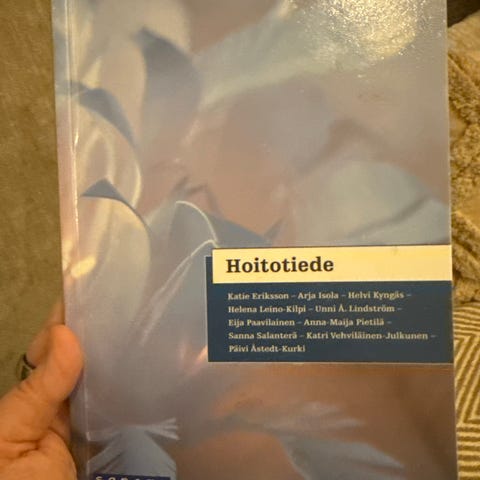 Hoitotiede
Katie Eriksson – Arja Isola – Helvi Kyngäs –
Helena Leino-Kilpi – Unni Å. Lindström –
Eija Paavilainen – Anna-Maija Pietilä –
Sanna Salanterä – Katri Vehviläinen-Julkunen –
Päivi Åstedt-Kurki